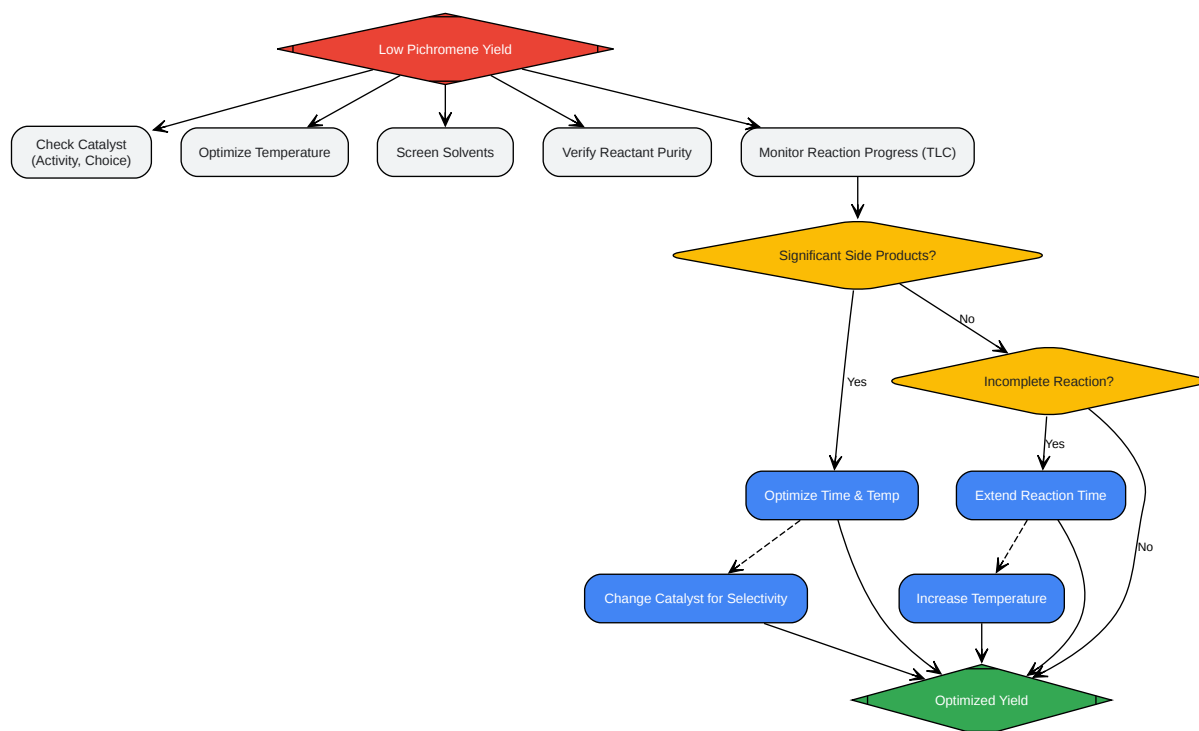 Low Pichromene Yield
Check Catalyst
(Activity, Choice)
Optimize Temperature
Screen Solvents
Verify Reactant Purity
Monitor Reaction Progress (TLC)
Significant Side Products?
No
Incomplete Reaction?
Yes
Yes
Optimize Time & Temp
Extend Reaction Time
No
Change Catalyst for Selectivity
Increase Temperature
Optimized Yield